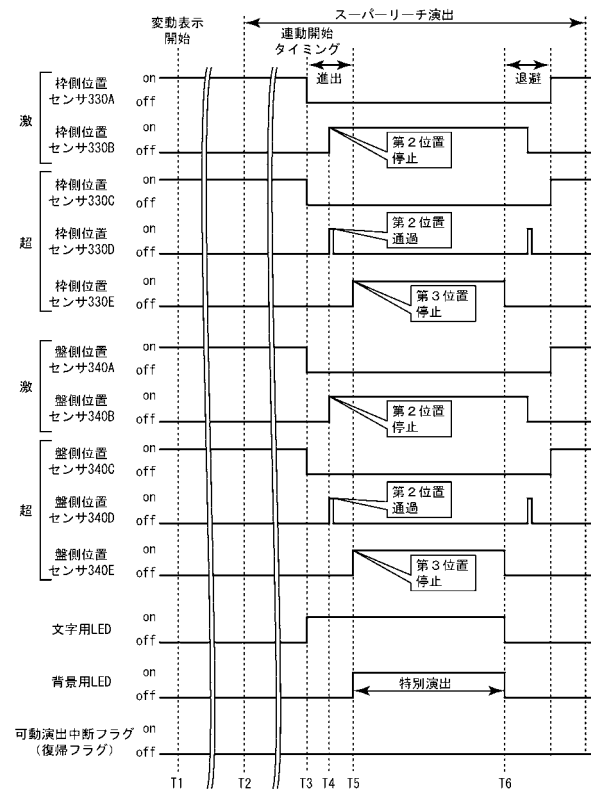 スーパーリーチ演出
変動表示
開始
連動開始
タイミング
進出
退避
激
枠側位置
センサ330A
on
off
枠側位置
センサ330B
on
off
第2位置
停止
超
枠側位置
センサ330C
on
off
枠側位置
センサ330D
on
off
第2位置
通過
枠側位置
センサ330E
on
off
第3位置
停止
激
盤側位置
センサ340A
on
off
盤側位置
センサ340B
on
off
第2位置
停止
超
盤側位置
センサ340C
on
off
盤側位置
センサ340D
on
off
第2位置
通過
盤側位置
センサ340E
on
off
第3位置
停止
文字用LED
on
off
背景用LED
on
off
特別演出
可動演出中断フラグ
(復帰フラグ)
on
off
T1 T2 T3 T4 T5 T6